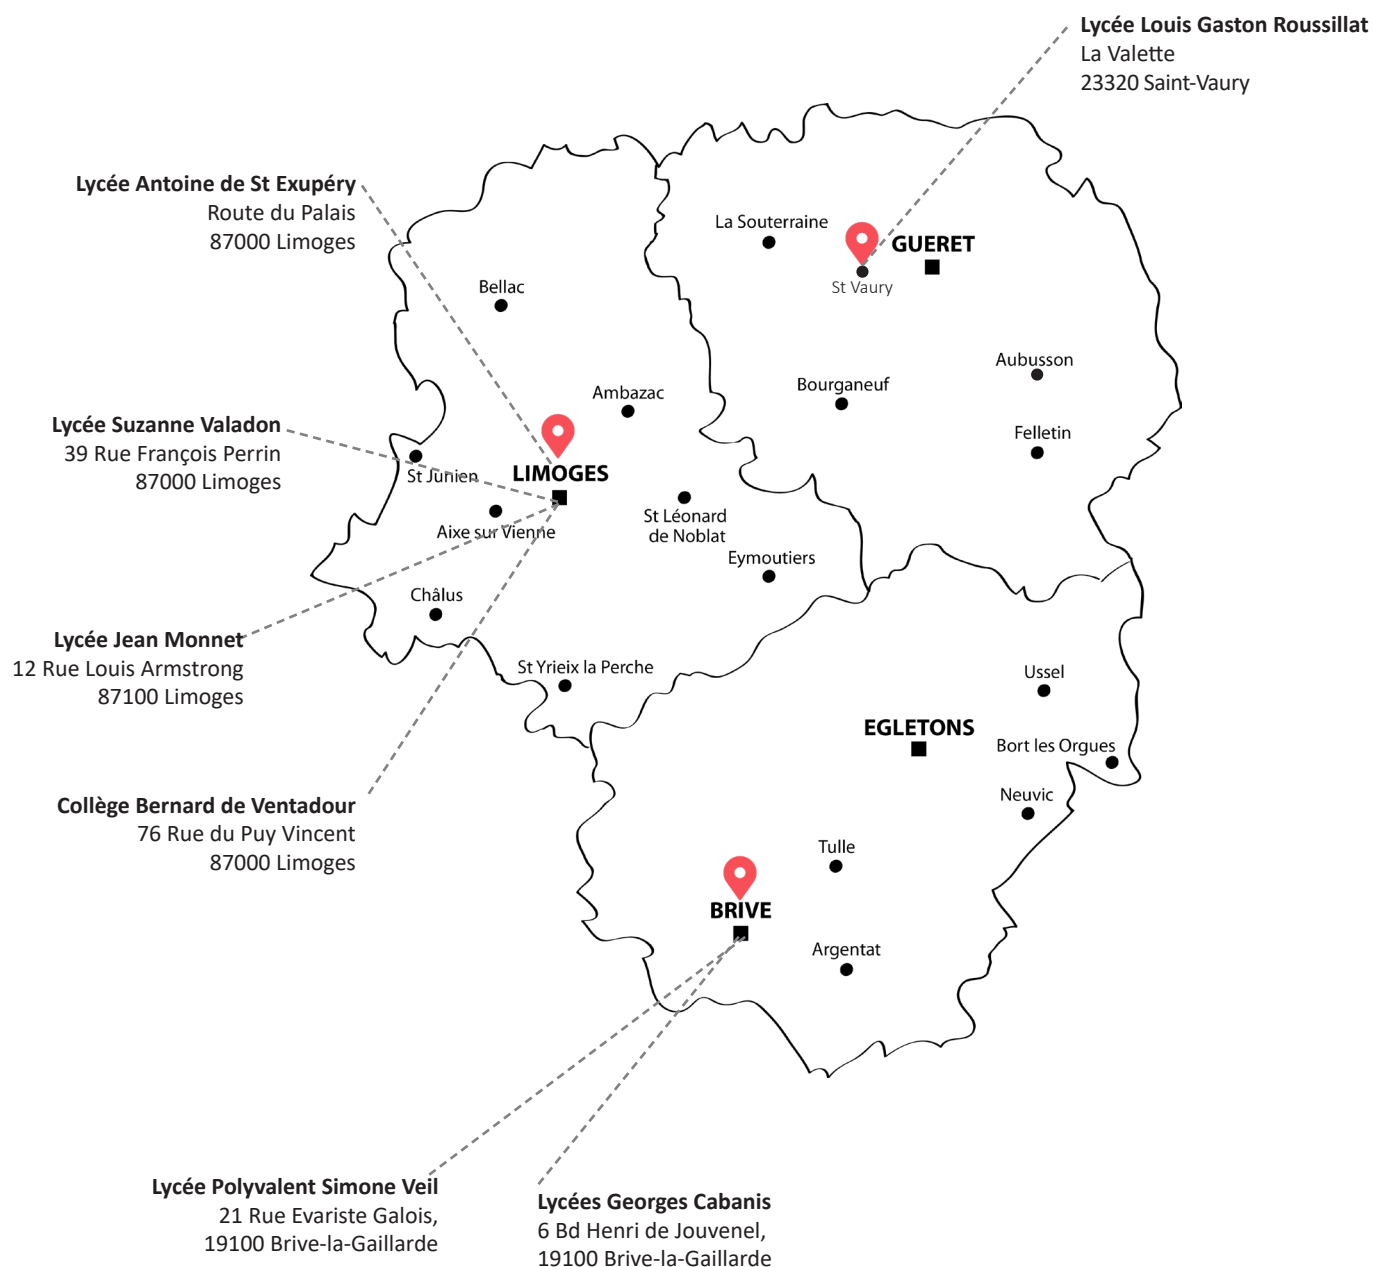 Lycée Louis Gaston Roussillat
La Valette
23320 Saint-Vaury
Lycée Antoine de St Exupéry
Route du Palais
87000 Limoges
La Souterraine
GUERET
St Vaury
Bellac
Aubusson
Bourganeuf
Ambazac
Lycée Suzanne Valadon
39 Rue François Perrin
87000 Limoges
Felletin
St Junien
LIMOGES
St Léonard
de Noblat
Aixe sur Vienne
Eymoutiers
Châlus
Lycée Jean Monnet
12 Rue Louis Armstrong
87100 Limoges
St Yrieix la Perche
Ussel
EGLETONS
Bort les Orgues
Neuvic
Collège Bernard de Ventadour
76 Rue du Puy Vincent
87000 Limoges
Tulle
BRIVE
Argentat
Lycée Polyvalent Simone Veil
21 Rue Evariste Galois,
19100 Brive-la-Gaillarde
Lycées Georges Cabanis
6 Bd Henri de Jouvenel,
19100 Brive-la-Gaillarde